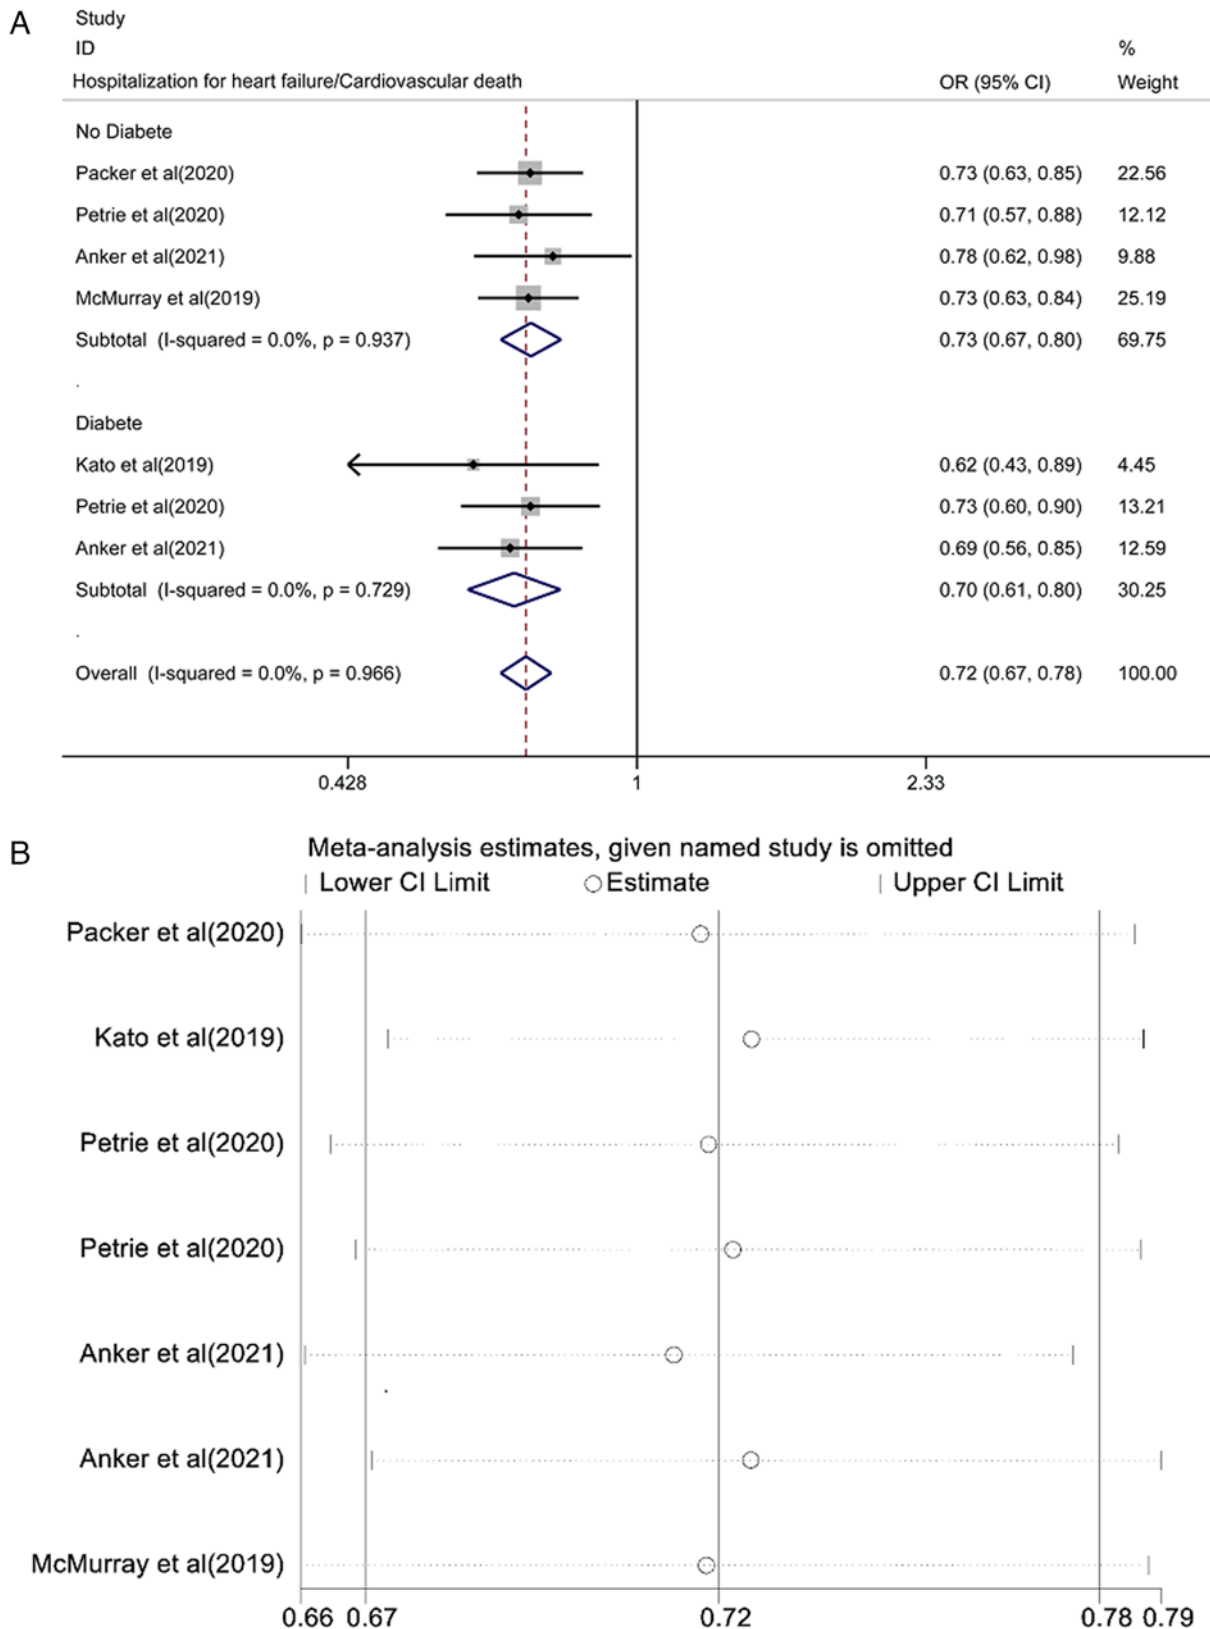 A
Study
ID %
Hospitalization for heart failure/Cardiovascular death OR (95% CI) Weight
No Diabete
Packer et al(2020) 0.73 (0.63, 0.85) 22.56
Petrie et al(2020) 0.71 (0.57, 0.88) 12.12
Anker et al(2021) 0.78 (0.62, 0.98) 9.88
McMurray et al(2019) 0.73 (0.63, 0.84) 25.19
Subtotal (I-squared = 0.0%, p = 0.937) 0.73 (0.67, 0.80) 69.75
.
Diabete
Kato et al(2019) 0.62 (0.43, 0.89) 4.45
Petrie et al(2020) 0.73 (0.60, 0.90) 13.21
Anker et al(2021) 0.69 (0.56, 0.85) 12.59
Subtotal (I-squared = 0.0%, p = 0.729) 0.70 (0.61, 0.80) 30.25
.
Overall (I-squared = 0.0%, p = 0.966) 0.72 (0.67, 0.78) 100.00
0.428 1 2.33
B
Meta-analysis estimates, given named study is omitted
Lower CI Limit Estimate Upper CI Limit
Packer et al(2020)
Kato et al(2019)
Petrie et al(2020)
Petrie et al(2020)
Anker et al(2021)
Anker et al(2021)
McMurray et al(2019)
0.66 0.67 0.72 0.78 0.79